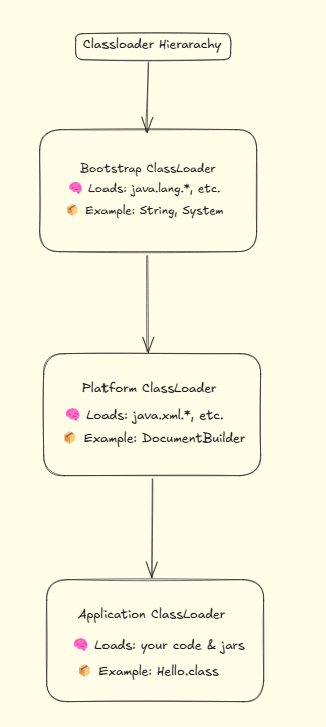 Classloader Hierarachy
Bootstrap ClassLoader
🧠 Loads: java.lang.*, etc.
📦 Example: String, System
Platform ClassLoader
🧠 Loads: java.xml.*, etc.
📦 Example: DocumentBuilder
Application ClassLoader
🧠 Loads: your code & jars
📦 Example: Hello.class